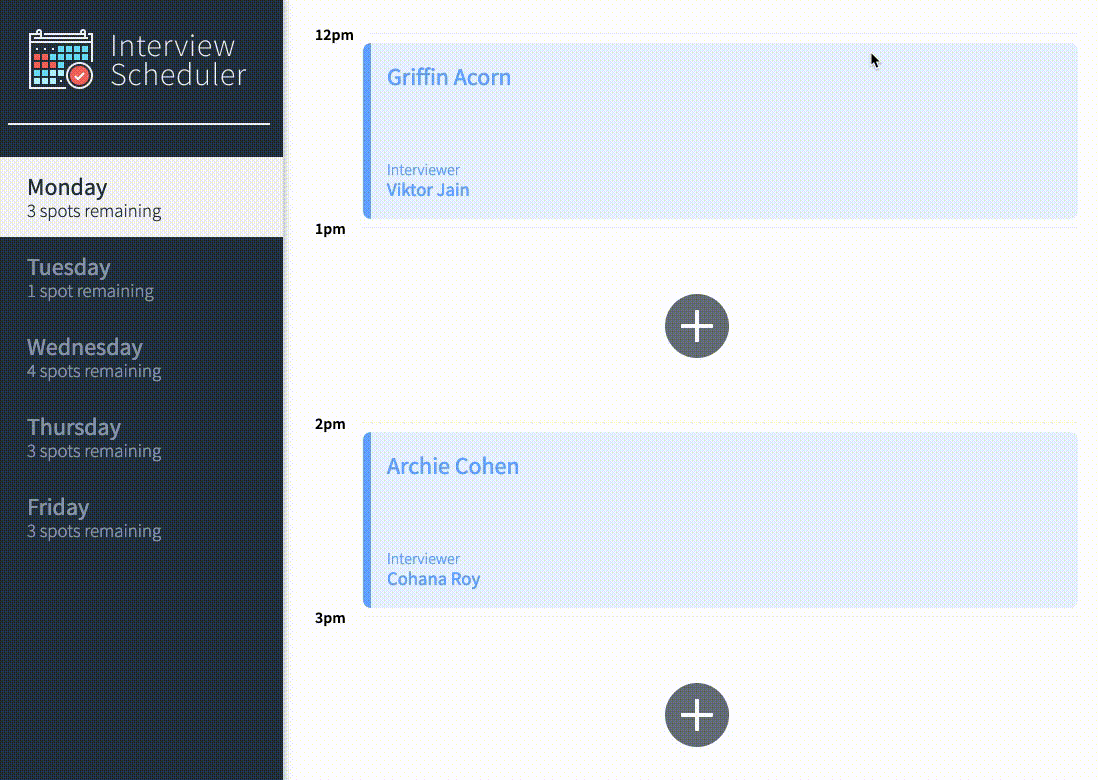 Interview
Scheduler
Monday
3 spots remaining
Tuesday
1 spot remaining
Wednesday
4 spots remaining
Thursday
3 spots remaining
Friday
3 spots remaining
12pm
Griffin Acorn
Interviewer
Viktor Jain
1pm
2pm
Archie Cohen
Interviewer
Cohana Roy
3pm